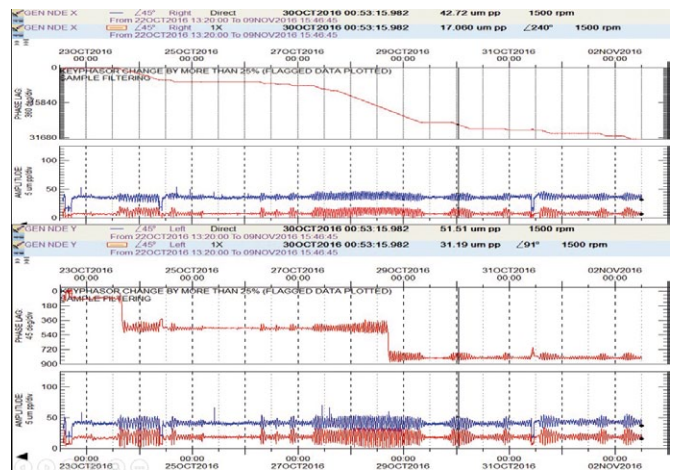 GEN NDE X ∠45° Right Direct 30OCT2016 00:53:15.982 42.72 um pp 1500 rpm
From 22OCT2016 13:20:00 To 09NOV2016 15:46:45
GEN NDE X ∠45° Right 1X 30OCT2016 00:53:15.982 17.060 um pp ∠240° 1500 rpm
From 22OCT2016 13:20:00 To 09NOV2016 15:46:45
23OCT2016 25OCT2016 27OCT2016 29OCT2016 31OCT2016 02NOV2016
00:00 00:00 00:00 00:00 00:00 00:00
0
KEYPHASOR CHANGE BY MORE THAN 25% (FLAGGED DATA PLOTTED)
SAMPLE FILTERING
PHASE LAG:
360 deg/div
15840
31680
AMPLITUDE
5 um pp/div
100
50
0
GEN NDE Y ∠45° Left Direct 30OCT2016 00:53:15.982 51.51 um pp 1500 rpm
From 22OCT2016 13:20:00 To 09NOV2016 15:46:45
GEN NDE Y ∠45° Left 1X 30OCT2016 00:53:15.982 31.19 um pp ∠91° 1500 rpm
From 22OCT2016 13:20:00 To 09NOV2016 15:46:45
23OCT2016 25OCT2016 27OCT2016 29OCT2016 31OCT2016 02NOV2016
00:00 00:00 00:00 00:00 00:00 00:00
0
KEYPHASOR CHANGE BY MORE THAN 25% (FLAGGED DATA PLOTTED)
SAMPLE FILTERING
PHASE LAG:
45 deg/div
180
360
540
720
900
AMPLITUDE
5 um pp/div
100
50
0
00:00 00:00 00:00 00:00 00:00
23OCT2016 25OCT2016 27OCT2016 29OCT2016 31OCT2016 02NOV2016